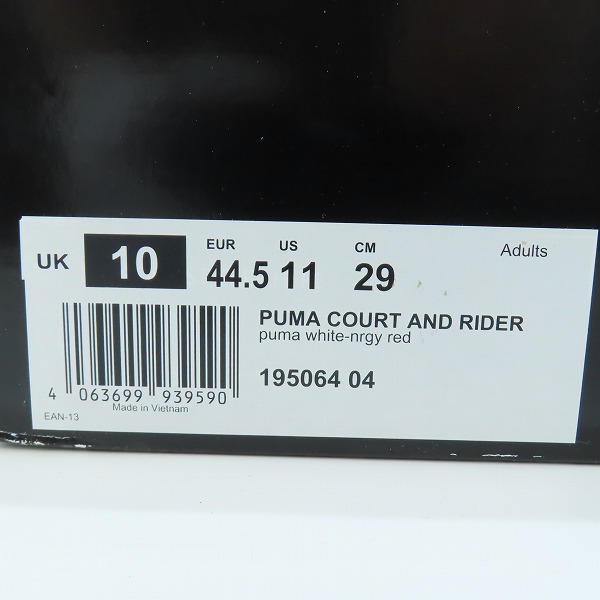 UK 10 EUR 44.5 US 11 CM 29 Adults
PUMA COURT AND RIDER
puma white-nrgy red
195064 04
4 063699 939590
Made in Vietnam
EAN-13